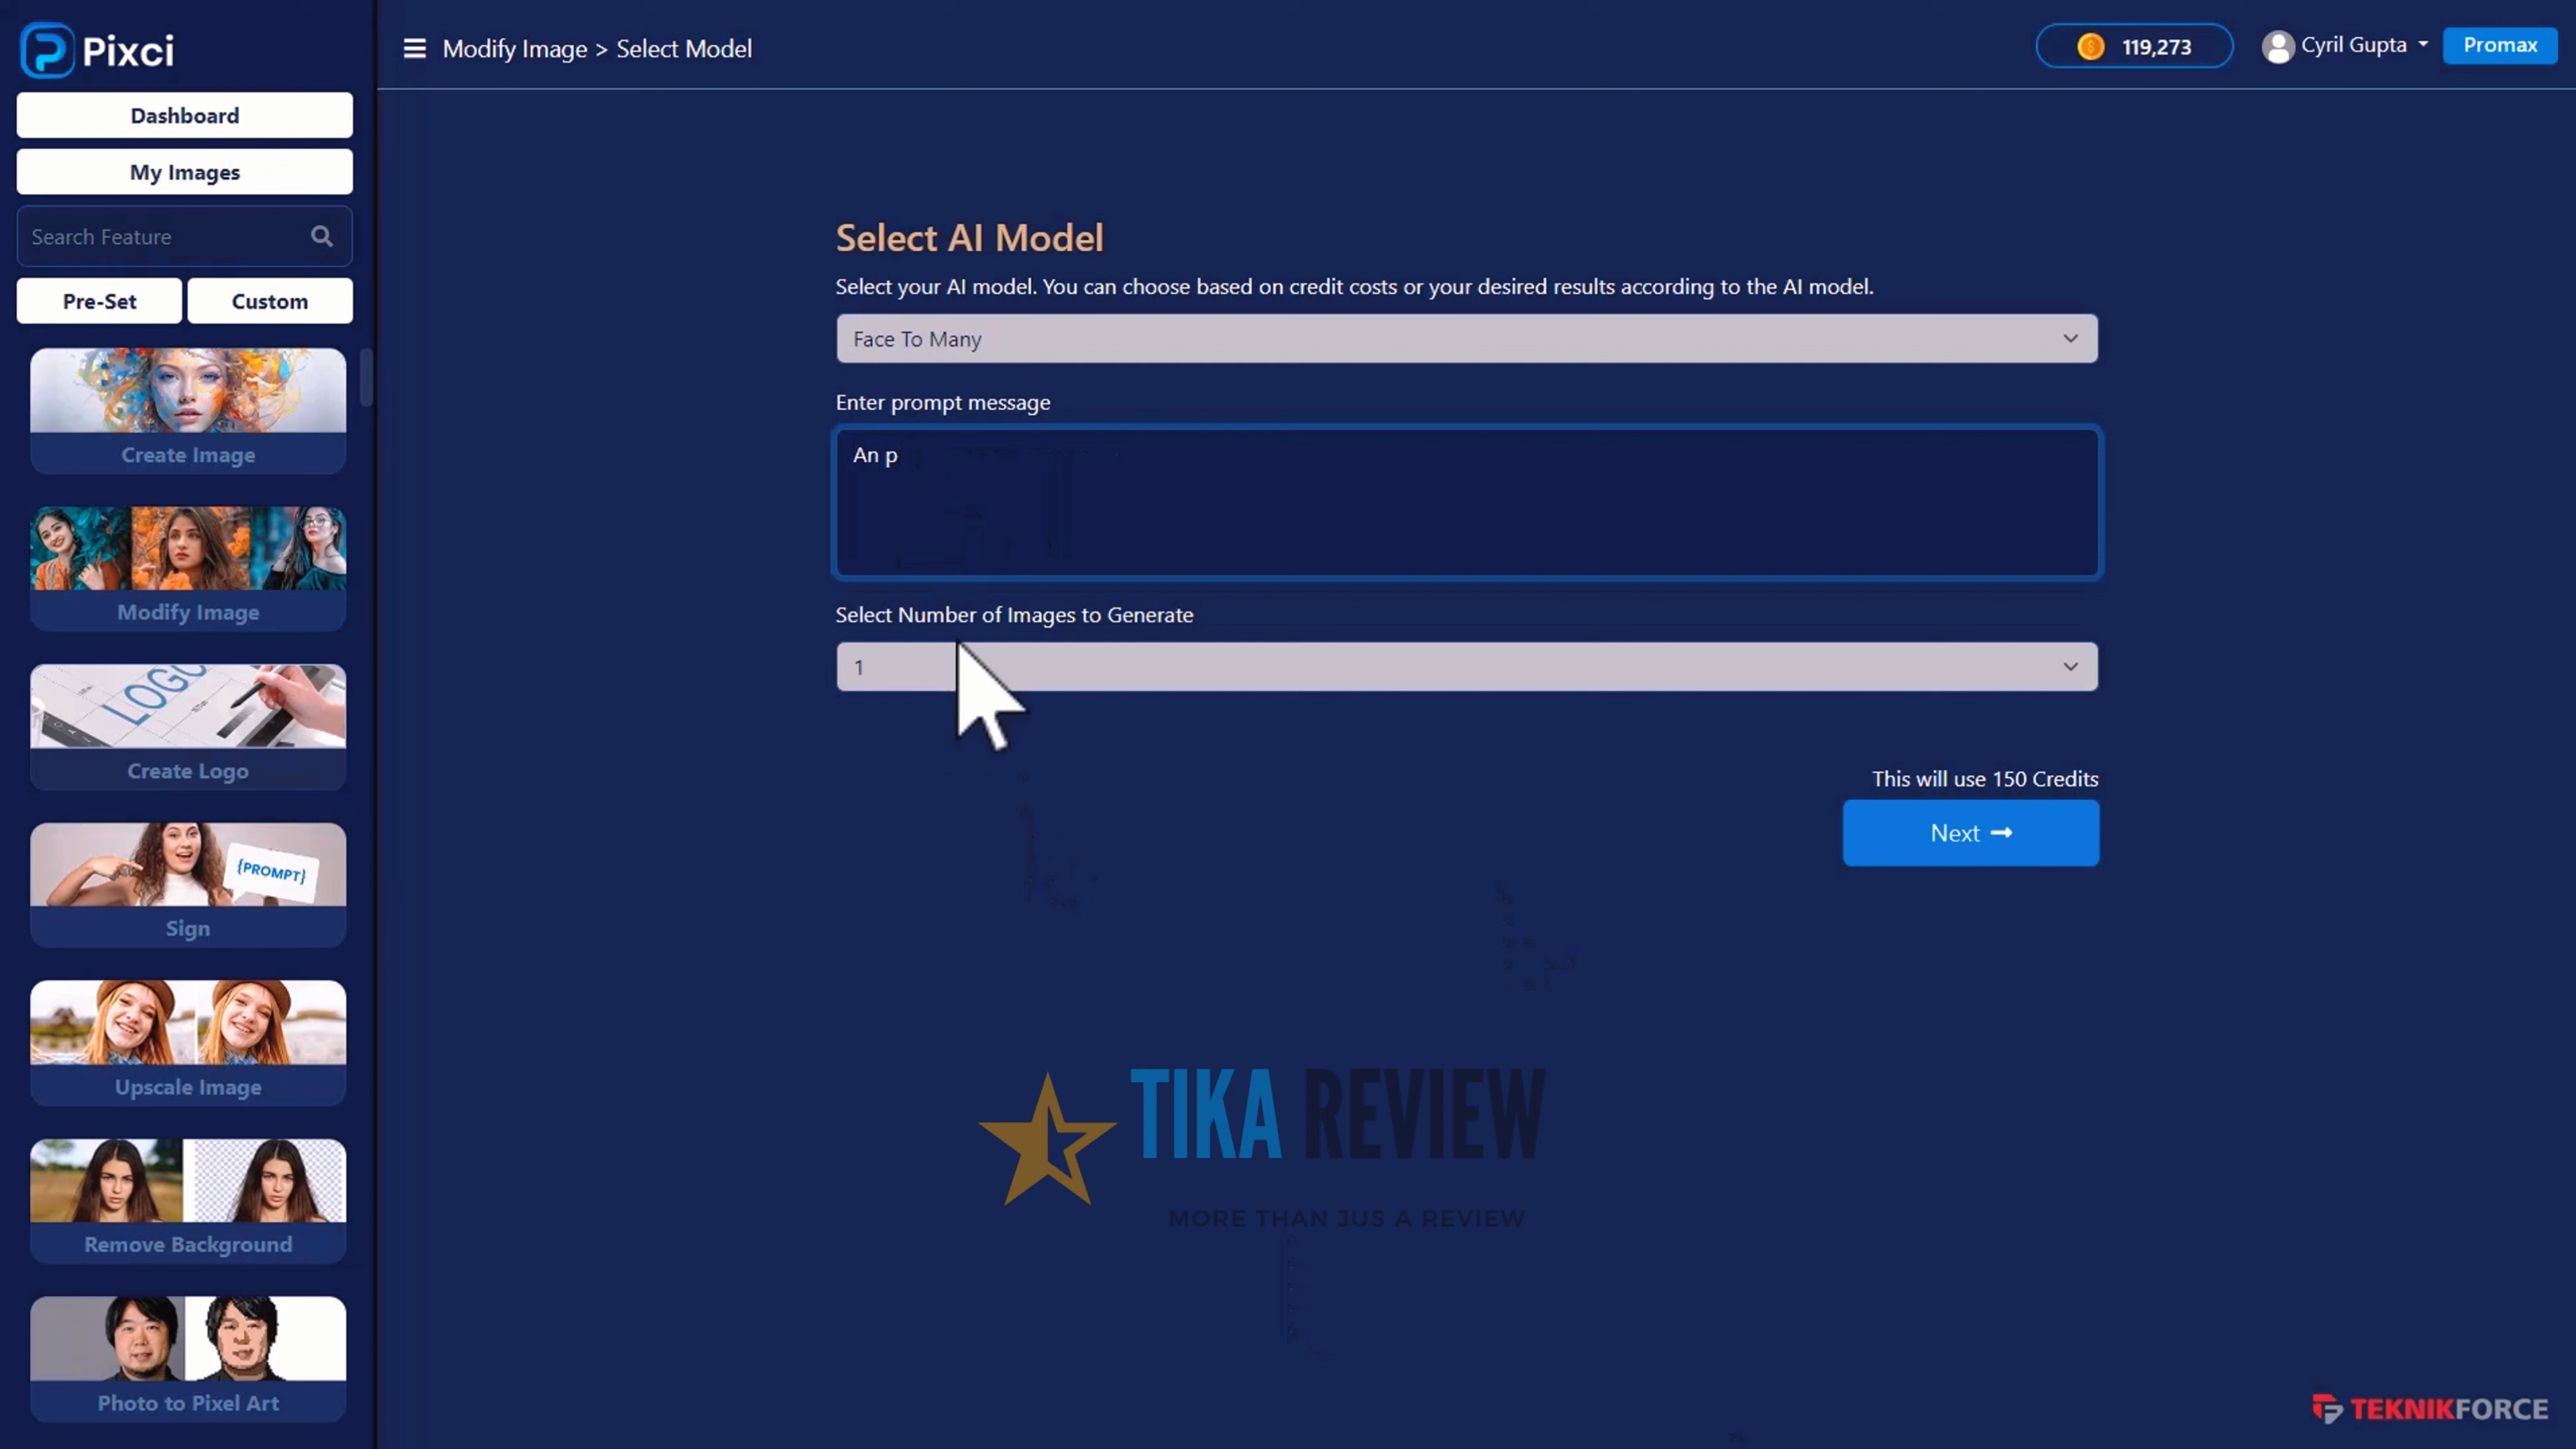 Pixci
Dashboard
My Images
Search Feature
Pre-Set
Custom
Create Image
Modify Image
LOGO
Create Logo
{PROMPT}
Sign
Upscale Image
Remove Background
Photo to Pixel Art
Modify Image > Select Model
119,273
Cyril Gupta
Promax
Select AI Model
Select your AI model. You can choose based on credit costs or your desired results according to the AI model.
Face To Many
Enter prompt message
An p
Select Number of Images to Generate
1
This will use 150 Credits
Next
TIKA REVIEW
MORE THAN JUS A REVIEW
TEKNIKFORCE